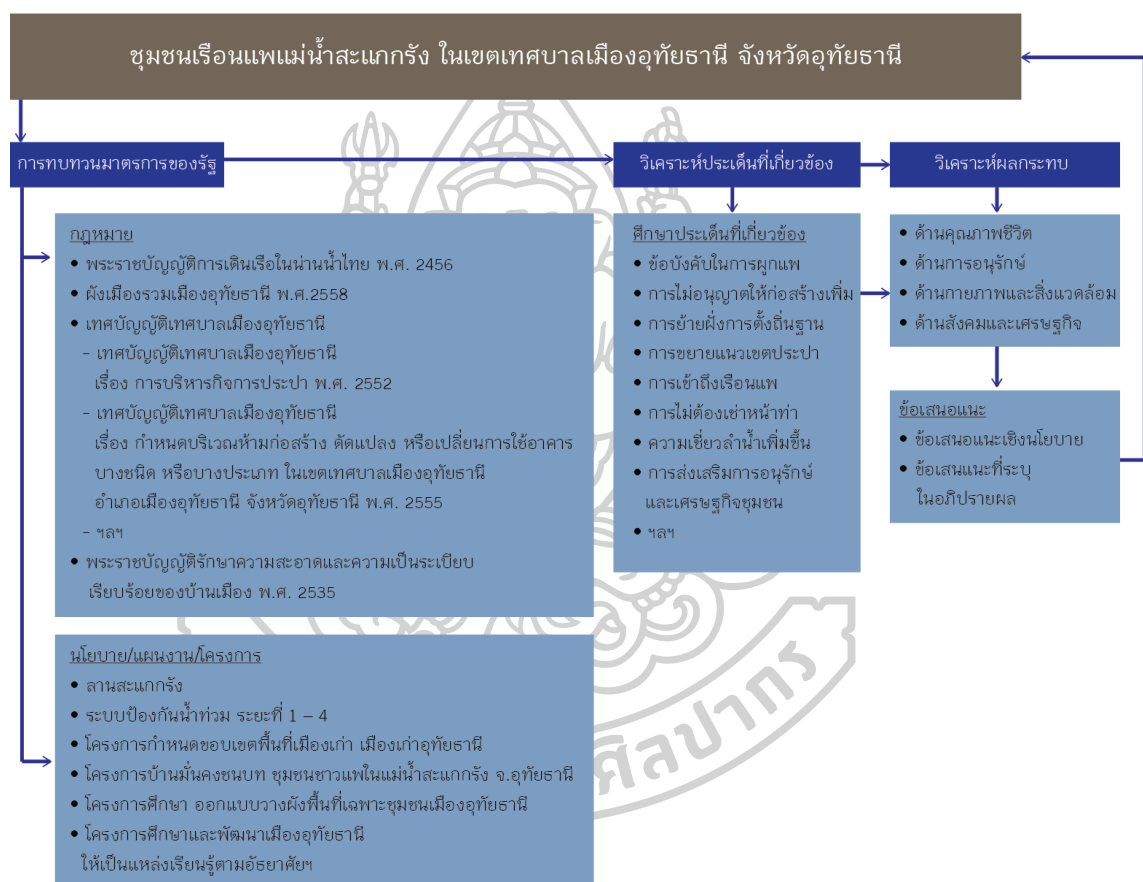 ชุมชนเรือนแพแม่น้ำสะแกกรัง ในเขตเทศบาลเมืองอุทัยธานี จังหวัดอุทัยธานี
การทบทวนมาตรการของรัฐ
วิเคราะห์ประเด็นที่เกี่ยวข้อง
วิเคราะห์ผลกระทบ
กฎหมาย
• พระราชบัญญัติการเดินเรือในน่านน้ำไทย พ.ศ. 2456
• ผังเมืองรวมเมืองอุทัยธานี พ.ศ.2558
• เทศบัญญัติเทศบาลเมืองอุทัยธานี
- เทศบัญญัติเทศบาลเมืองอุทัยธานี
เรื่อง การบริหารกิจการประปา พ.ศ. 2552
- เทศบัญญัติเทศบาลเมืองอุทัยธานี
เรื่อง กำหนดบริเวณห้ามก่อสร้าง ดัดแปลง หรือเปลี่ยนการใช้อาคาร
บางชนิด หรือบางประเภท ในเขตเทศบาลเมืองอุทัยธานี
อำเภอเมืองอุทัยธานี จังหวัดอุทัยธานี พ.ศ. 2555
- ฯลฯ
• พระราชบัญญัติรักษาความสะอาดและความเป็นระเบียบ
เรียบร้อยของบ้านเมือง พ.ศ. 2535
ศึกษาประเด็นที่เกี่ยวข้อง
• ข้อบังคับในการผูกแพ
• การไม่อนุญาตให้ก่อสร้างเพิ่ม
• การย้ายฝั่งการตั้งถิ่นฐาน
• การขยายแนวเขตประปา
• การเข้าถึงเรือนแพ
• การไม่ต้องเช่าหน้าท่า
• ความเชี่ยวลำน้ำเพิ่มขึ้น
• การส่งเสริมการอนุรักษ์
และเศรษฐกิจชุมชน
• ฯลฯ
• ด้านคุณภาพชีวิต
• ด้านการอนุรักษ์
• ด้านกายภาพและสิ่งแวดล้อม
• ด้านสังคมและเศรษฐกิจ
ข้อเสนอแนะ
• ข้อเสนอแนะเชิงนโยบาย
• ข้อเสนแนะที่ระบุ
ในอภิปรายผล
นโยบาย/แผนงาน/โครงการ
• ลานสะแกกรัง
• ระบบป้องกันน้ำท่วม ระยะที่ 1 – 4
• โครงการกำหนดขอบเขตพื้นที่เมืองเก่า เมืองเก่าอุทัยธานี
• โครงการบ้านมั่นคงชนบท ชุมชนชาวแพในแม่น้ำสะแกกรัง จ.อุทัยธานี
• โครงการศึกษา ออกแบบวางผังพื้นที่เฉพาะชุมชนเมืองอุทัยธานี
• โครงการศึกษาและพัฒนาเมืองอุทัยธานี
ให้เป็นแหล่งเรียนรู้ตามอัธยาศัยฯ
ศิลปากร